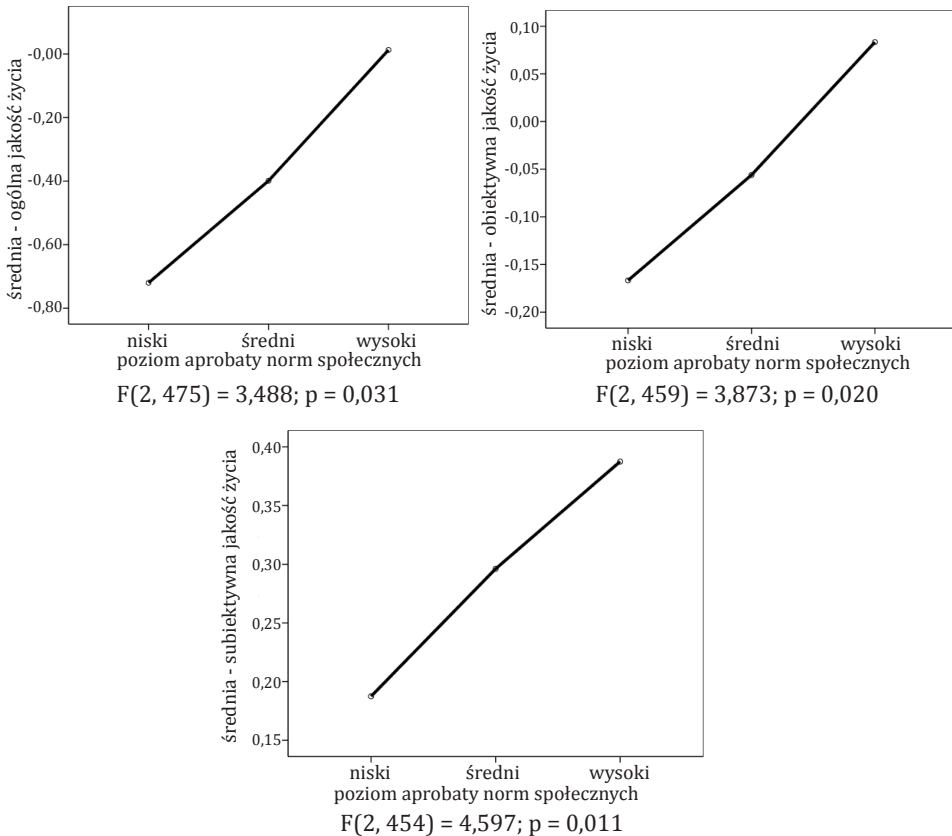 średnia - ogólna jakość życia
-0,00
-0,20
-0,40
-0,60
-0,80
niski średni wysoki
poziom aprobaty norm społecznych
F(2, 475) = 3,488; p = 0,031
średnia - obiektywna jakość życia
0,10
0,05
0,00
-0,05
-0,10
-0,15
-0,20
niski średni wysoki
poziom aprobaty norm społecznych
F(2, 459) = 3,873; p = 0,020
średnia - subiektywna jakość życia
0,40
0,35
0,30
0,25
0,20
0,15
niski średni wysoki
poziom aprobaty norm społecznych
F(2, 454) = 4,597; p = 0,011